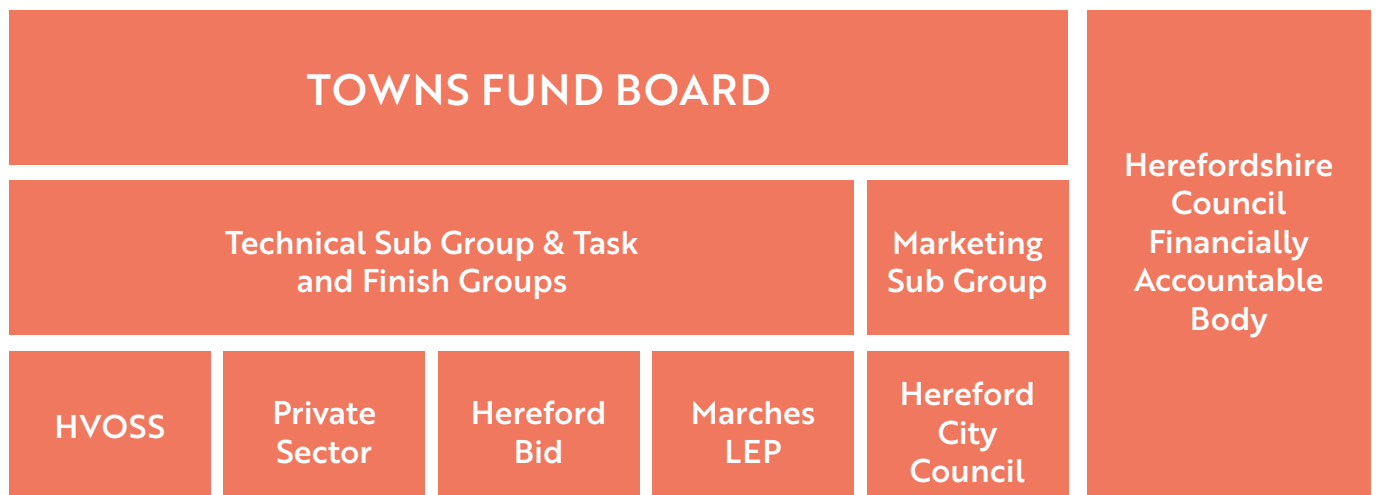 TOWNS FUND BOARD
Herefordshire
Council
Financially
Accountable
Body
Technical Sub Group & Task
and Finish Groups
Marketing
Sub Group
HVOSS
Private
Sector
Hereford
Bid
Marches
LEP
Hereford
City
Council